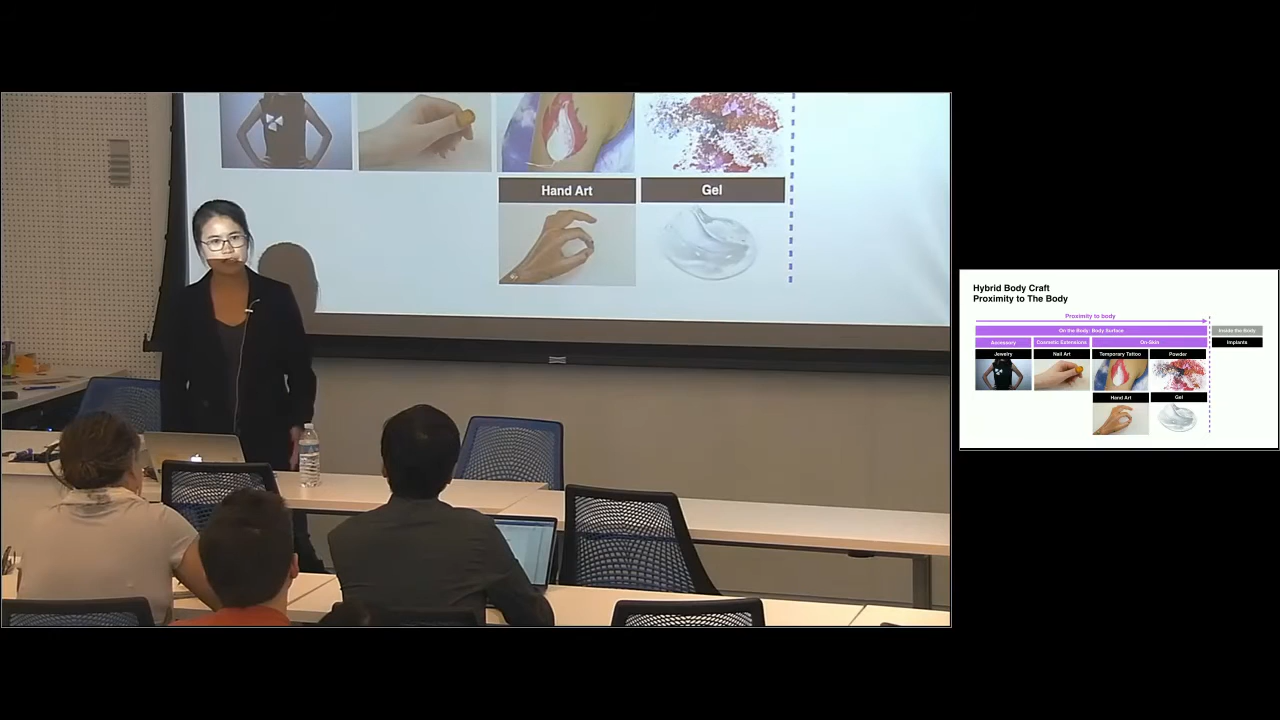 Hand Art
Gel
Hybrid Body Craft
Proximity to The Body
Proximity to body
On the Body: Body Surface
Inside the Body
Accessory
Cosmetic Extensions
On-Skin
Implants
Jewelry
Nail Art
Temporary Tattoo
Powder
Hand Art
Gel